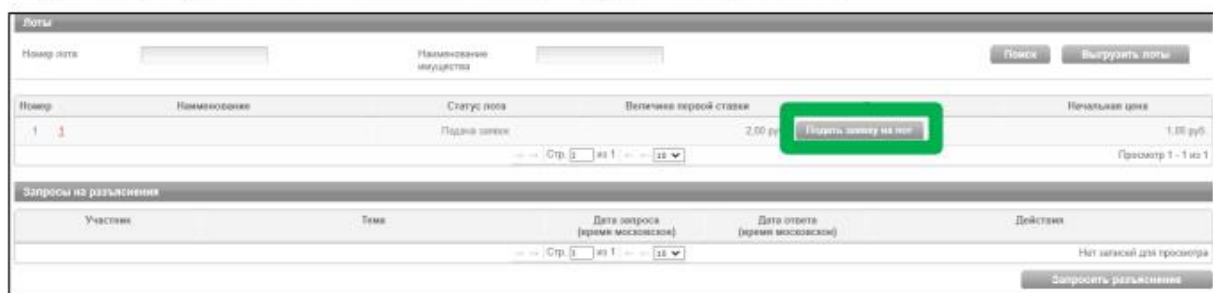 Лоты
Номер лота Наименование имущества Поиск Выгрузить лоты
Номер Наименование Статус лота Величина первой ставки Начальная цена
1 1 Подача заявок 2,00 ру Подать заявку на лот 1,00 руб.
Стр. 1 из 1 10 Просмотр 1 - 1 из 1
Запросы на разъяснения
Участник Тема Дата запроса (время московское) Дата ответа (время московское) Действия
Стр. 1 из 1 10 Нет записей для просмотра
Запросить разъяснения